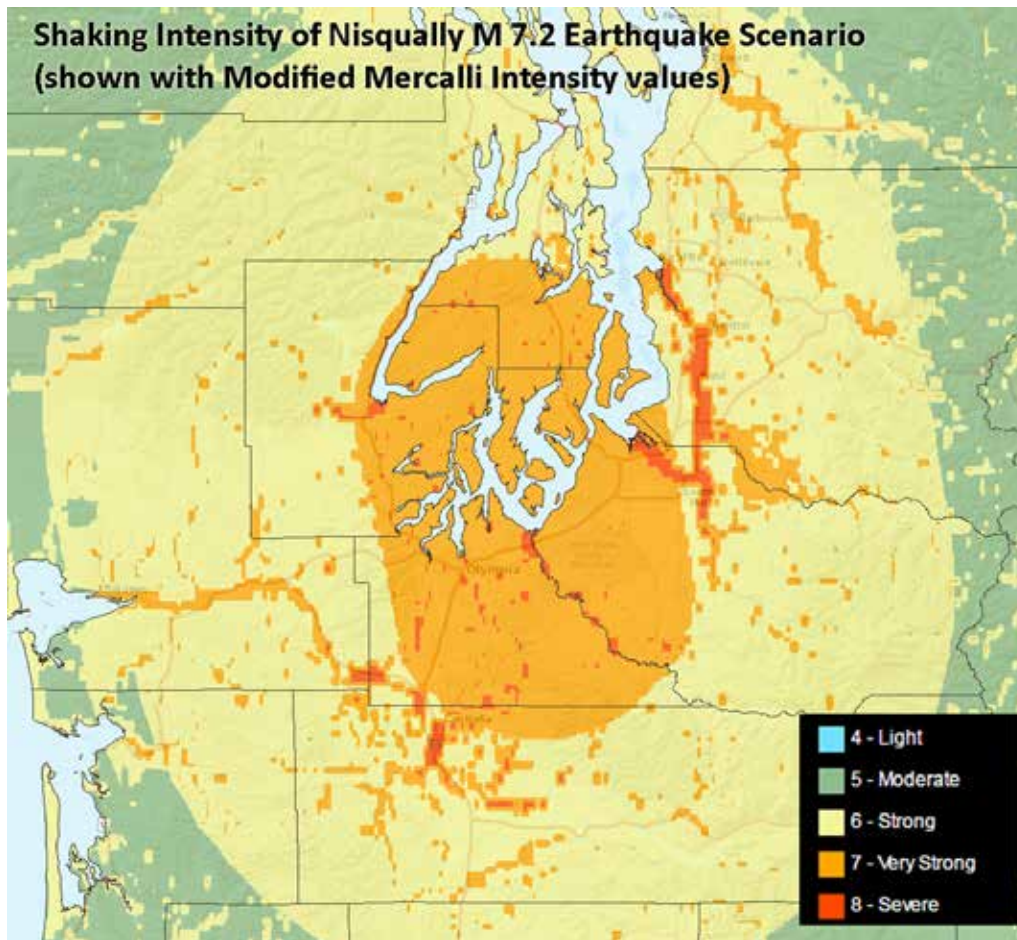 Shaking Intensity of Nisqually M 7.2 Earthquake Scenario
(shown with Modified Mercalli Intensity values)
Olympia
4 - Light
5 - Moderate
6 - Strong
7 - Very Strong
8 - Severe